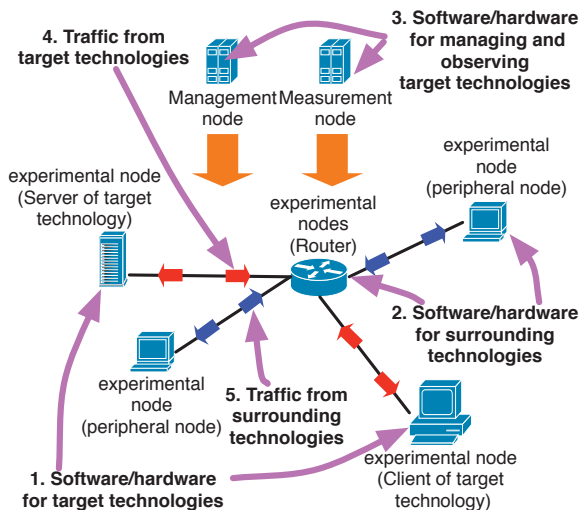 4. Traffic from
target technologies
3. Software/hardware
for managing and
observing
target technologies
Management
node
Measurement
node
experimental
node
(peripheral node)
experimental node
(Server of target
technology)
experimental
nodes
(Router)
2. Software/hardware
for surrounding
technologies
experimental
node
(peripheral node)
5. Traffic from
surrounding
technologies
1. Software/hardware
for target technologies
experimental node
(Client of target
technology)